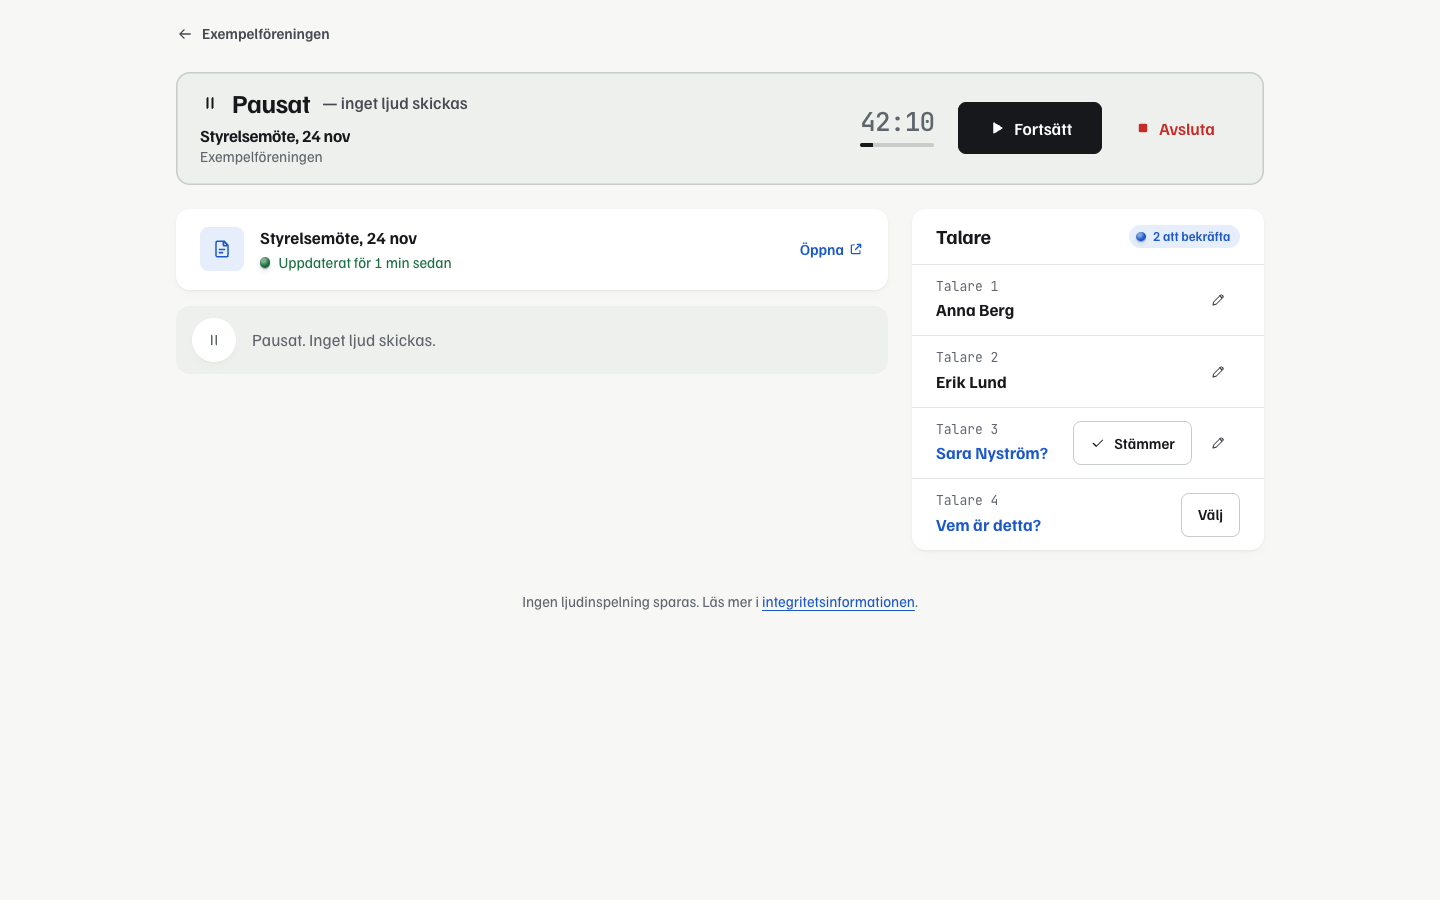 Exempelföreningen
Pausat — inget ljud skickas
Styrelsemöte, 24 nov
Exempelföreningen
42:10
Fortsätt
Avsluta
Styrelsemöte, 24 nov
Uppdaterat för 1 min sedan
Öppna
Pausat. Inget ljud skickas.
Talare
2 att bekräfta
Talare 1
Anna Berg
Talare 2
Erik Lund
Talare 3
Sara Nyström?
Stämmer
Talare 4
Vem är detta?
Välj
Ingen ljudinspelning sparas. Läs mer i integritetsinformationen.